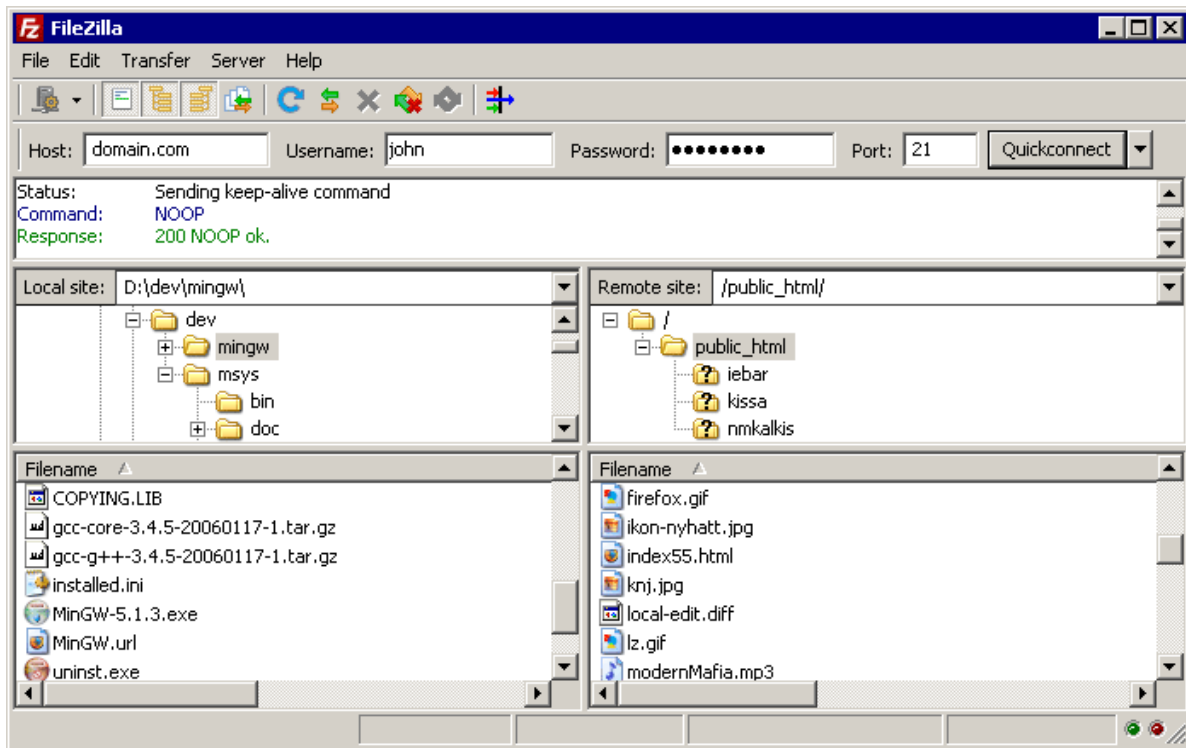 FileZilla
File Edit Transfer Server Help
Host: domain.com Username: john Password: ●●●●●●●● Port: 21 Quickconnect
Status: Sending keep-alive command
Command: NOOP
Response: 200 NOOP ok.
Local site: D:\dev\mingw\
dev
mingw
msys
bin
doc
Remote site: /public_html/
/
public_html
iebar
kissa
nmkalkis
Filename
COPYING.LIB
gcc-core-3.4.5-20060117-1.tar.gz
gcc-g++-3.4.5-20060117-1.tar.gz
installed.ini
MinGW-5.1.3.exe
MinGW.url
uninst.exe
Filename
firefox.gif
ikon-nyhatt.jpg
index55.html
knj.jpg
local-edit.diff
lz.gif
modernMafia.mp3